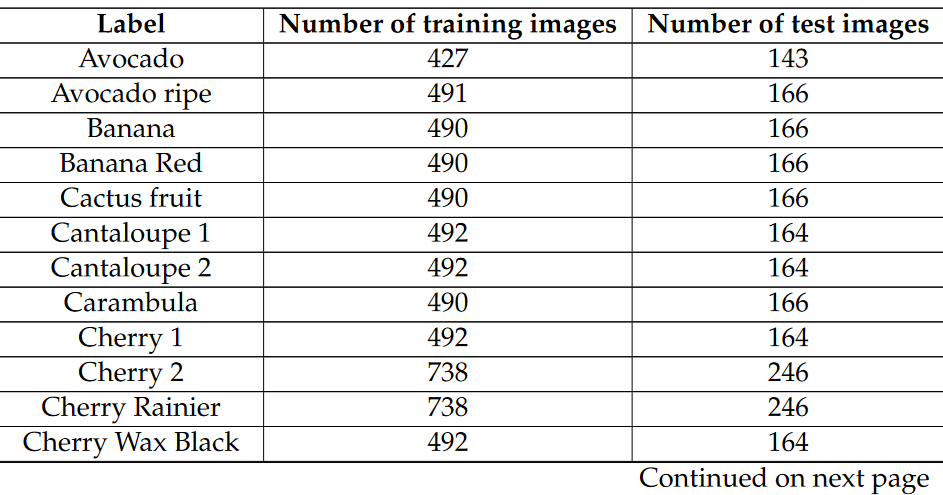 Label Number of training images Number of test images
Avocado 427 143
Avocado ripe 491 166
Banana 490 166
Banana Red 490 166
Cactus fruit 490 166
Cantaloupe 1 492 164
Cantaloupe 2 492 164
Carambula 490 166
Cherry 1 492 164
Cherry 2 738 246
Cherry Rainier 738 246
Cherry Wax Black 492 164
Continued on next page